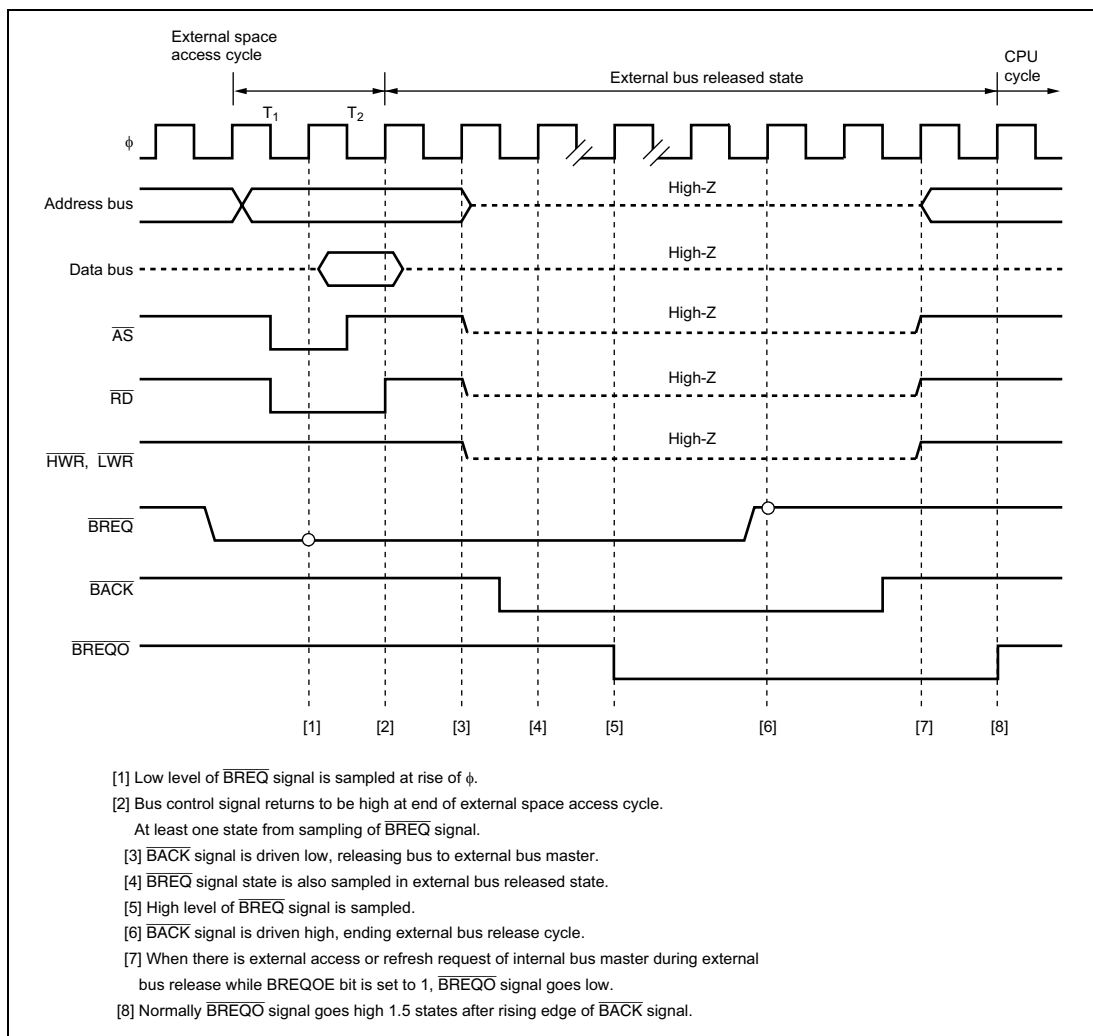 External space
access cycle
External bus released state
CPU
cycle
T1
T2
ϕ
Address bus
High-Z
Data bus
High-Z
AS
High-Z
RD
High-Z
HWR, LWR
High-Z
BREQ
BACK
BREQO
[1] [2] [3] [4] [5] [6] [7] [8]
[1] Low level of BREQ signal is sampled at rise of ϕ.
[2] Bus control signal returns to be high at end of external space access cycle.
At least one state from sampling of BREQ signal.
[3] BACK signal is driven low, releasing bus to external bus master.
[4] BREQ signal state is also sampled in external bus released state.
[5] High level of BREQ signal is sampled.
[6] BACK signal is driven high, ending external bus release cycle.
[7] When there is external access or refresh request of internal bus master during external
bus release while BREQOE bit is set to 1, BREQO signal goes low.
[8] Normally BREQO signal goes high 1.5 states after rising edge of BACK signal.